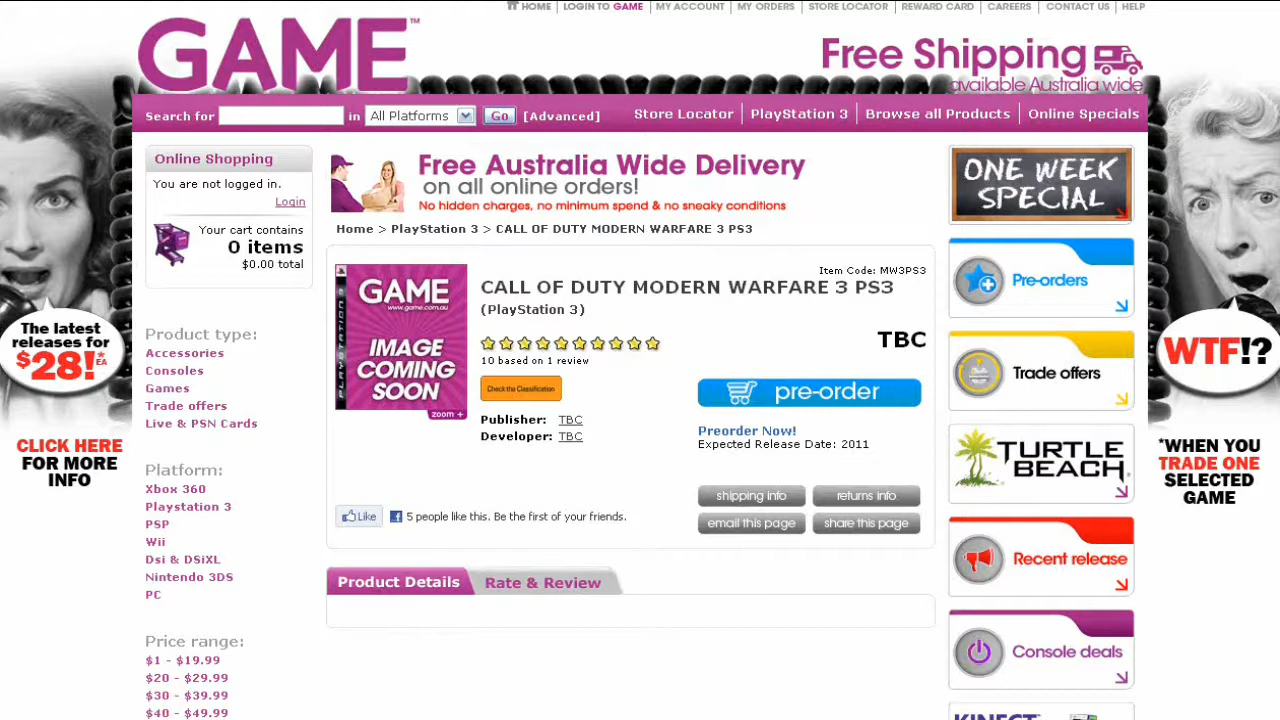 HOME
LOGIN TO GAME
MY ACCOUNT
MY ORDERS
STORE LOCATOR
REWARD CARD
CAREERS
CONTACT US
HELP
GAME™
Free Shipping
available Australia wide
Search for
in
All Platforms
Go
[Advanced]
Store Locator
PlayStation 3
Browse all Products
Online Specials
Online Shopping
You are not logged in.
Login
Your cart contains
0 items
$0.00 total
Free Australia Wide Delivery
on all online orders!
No hidden charges, no minimum spend & no sneaky conditions
Home > PlayStation 3 > CALL OF DUTY MODERN WARFARE 3 PS3
Item Code: MW3PS3
CALL OF DUTY MODERN WARFARE 3 PS3
(PlayStation 3)
TBC
10 based on 1 review
Check the Classification
Publisher: TBC
Developer: TBC
PLAYSTATION 3
GAME
www.game.com.au
IMAGE
COMING
SOON
zoom +
pre-order
Preorder Now!
Expected Release Date: 2011
shipping info
returns info
email this page
share this page
Like
5 people like this. Be the first of your friends.
Product Details
Rate & Review
The latest
releases for
$28!*
EA
CLICK HERE
FOR MORE
INFO
Product type:
Accessories
Consoles
Games
Trade offers
Live & PSN Cards
Platform:
Xbox 360
Playstation 3
PSP
Wii
Dsi & DSiXL
Nintendo 3DS
PC
Price range:
$1 - $19.99
$20 - $29.99
$30 - $39.99
$40 - $49.99
ONE WEEK
SPECIAL
Pre-orders
Trade offers
TURTLE
BEACH
Recent release
Console deals
KINECT
WTF!?
*WHEN YOU
TRADE ONE
SELECTED
GAME